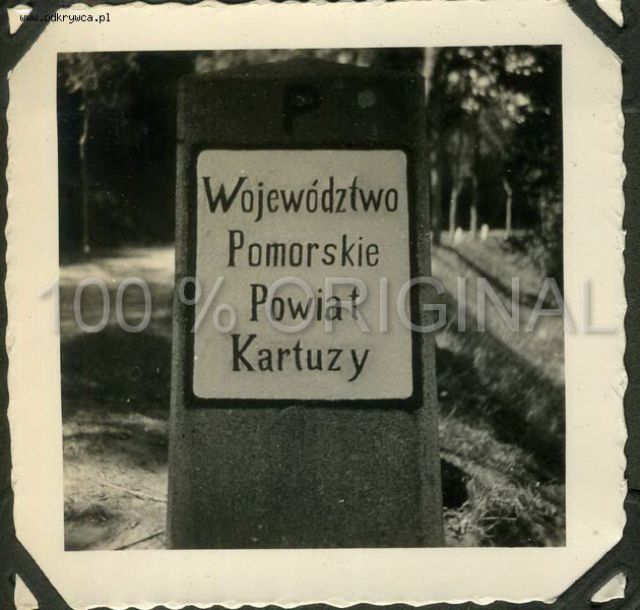 www.odkrywca.pl
P
Województwo
Pomorskie
Powiat
100 % ORIGINAL
Kartuzy